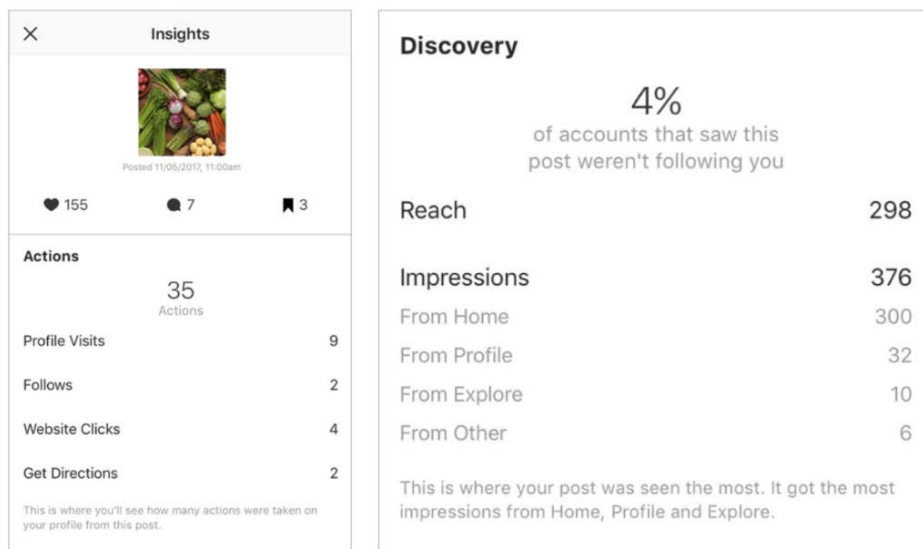 Insights
Posted 11/05/2017, 11:00am
155 7 3
Actions
35
Actions
Profile Visits 9
Follows 2
Website Clicks 4
Get Directions 2
This is where you'll see how many actions were taken on
your profile from this post.
Discovery
4%
of accounts that saw this
post weren't following you
Reach 298
Impressions 376
From Home 300
From Profile 32
From Explore 10
From Other 6
This is where your post was seen the most. It got the most
impressions from Home, Profile and Explore.